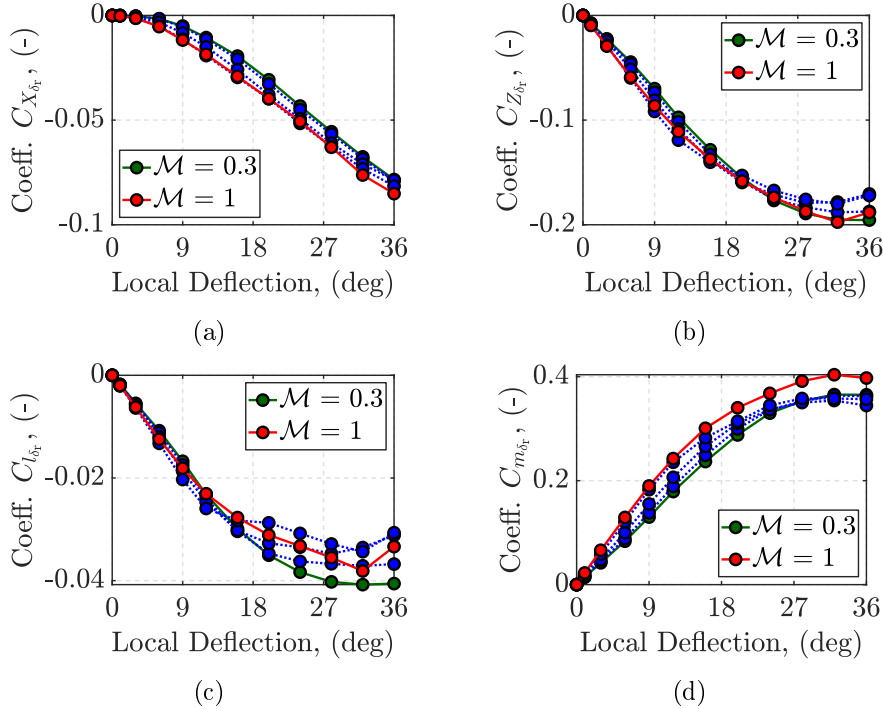 0
-0.05
-0.1
Coeff. C_{X_{δ_r}}, (-)
M = 0.3
M = 1
0 9 18 27 36
Local Deflection, (deg)
(a)
0
-0.1
-0.2
Coeff. C_{Z_{δ_r}}, (-)
M = 0.3
M = 1
0 9 18 27 36
Local Deflection, (deg)
(b)
0
-0.02
-0.04
Coeff. C_{l_{δ_r}}, (-)
M = 0.3
M = 1
0 9 18 27 36
Local Deflection, (deg)
(c)
0.4
0.2
0
Coeff. C_{m_{δ_r}}, (-)
M = 0.3
M = 1
0 9 18 27 36
Local Deflection, (deg)
(d)